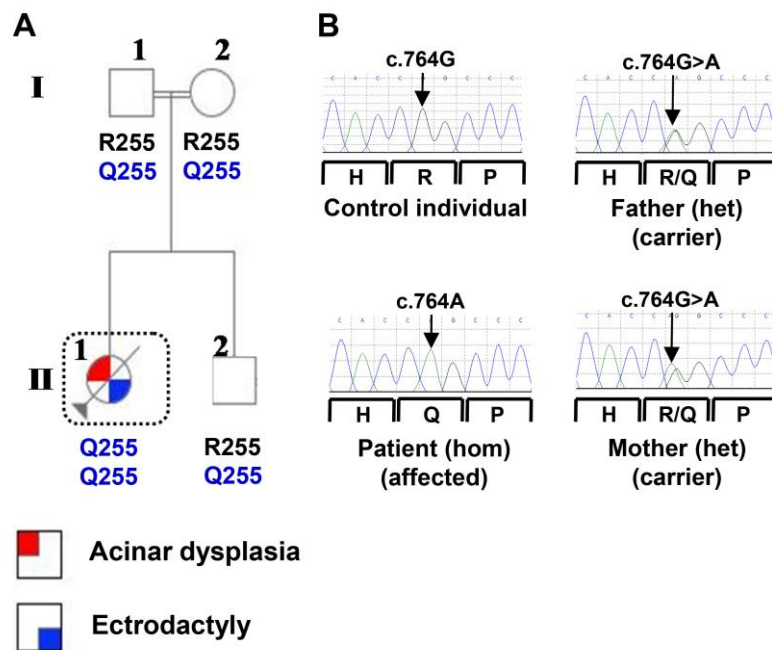 A
B
1
2
I
R255
R255
Q255
Q255
1
2
II
Q255
R255
Q255
Q255
Acinar dysplasia
Ectrodactyly
c.764G
C A C C G C C C
H R P
Control individual
c.764G>A
C A C C A G C C C
H R/Q P
Father (het)
(carrier)
c.764A
C A C C G C C C
H Q P
Patient (hom)
(affected)
c.764G>A
C A C C A G C C C
H R/Q P
Mother (het)
(carrier)